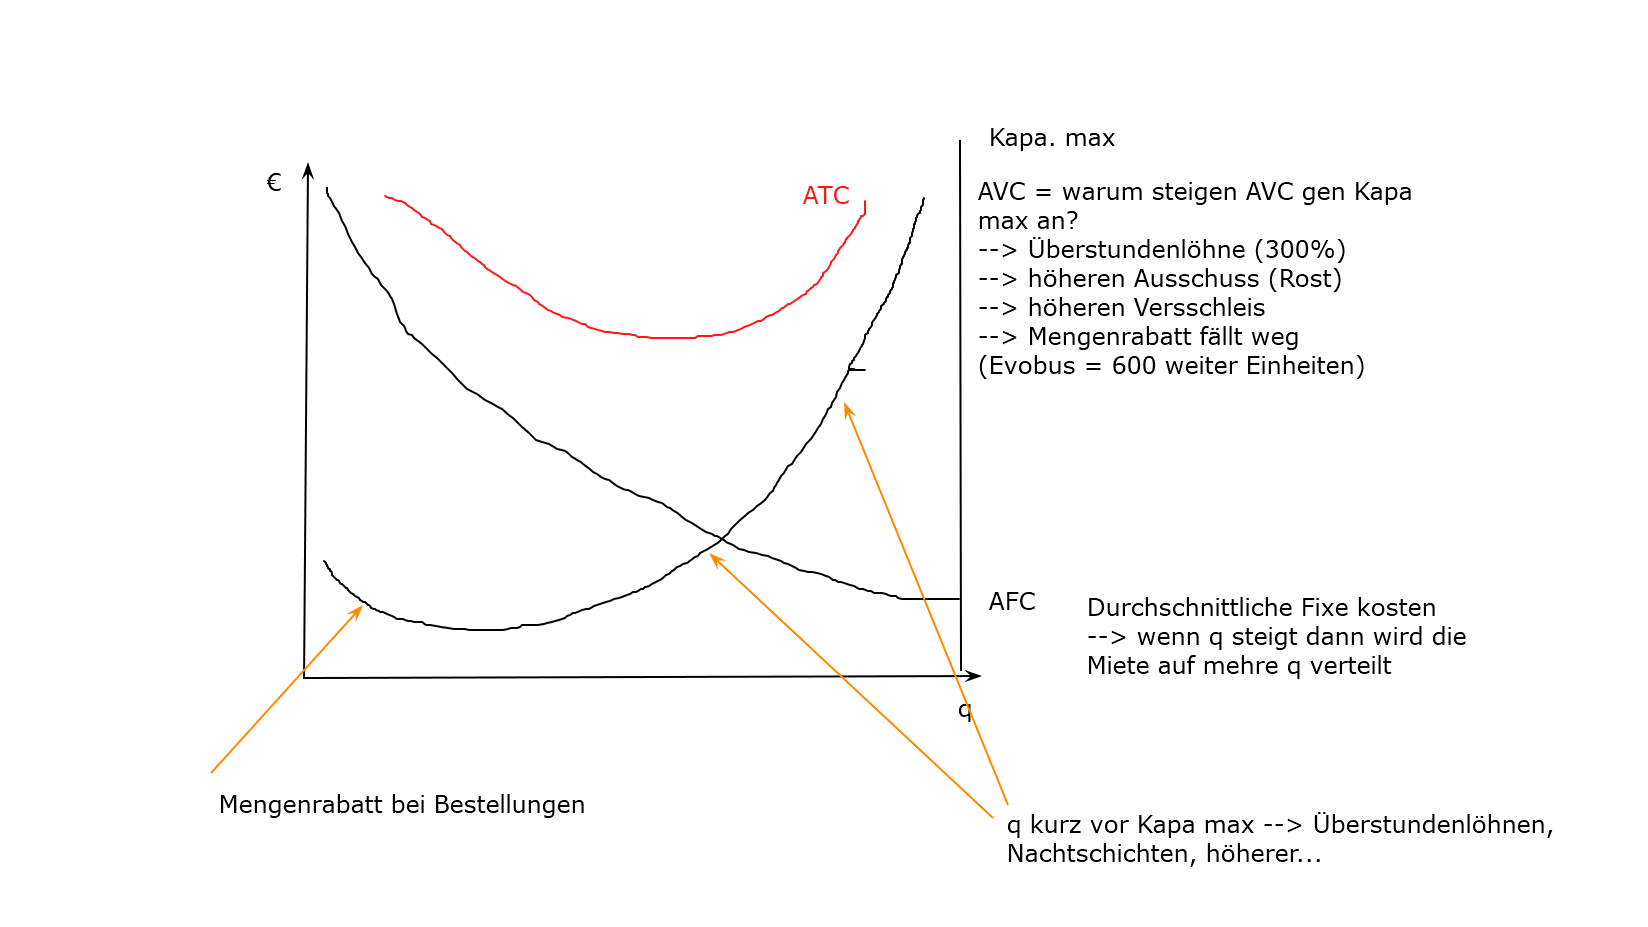 Kapa. max
€
ATC
AVC = warum steigen AVC gen Kapa
max an?
--> Überstundenlöhne (300%)
--> höheren Ausschuss (Rost)
--> höheren Versschleis
--> Mengenrabatt fällt weg
(Evobus = 600 weiter Einheiten)
AFC
Durchschnittliche Fixe kosten
--> wenn q steigt dann wird die
Miete auf mehre q verteilt
q
Mengenrabatt bei Bestellungen
q kurz vor Kapa max --> Überstundenlöhnen,
Nachtschichten, höherer...